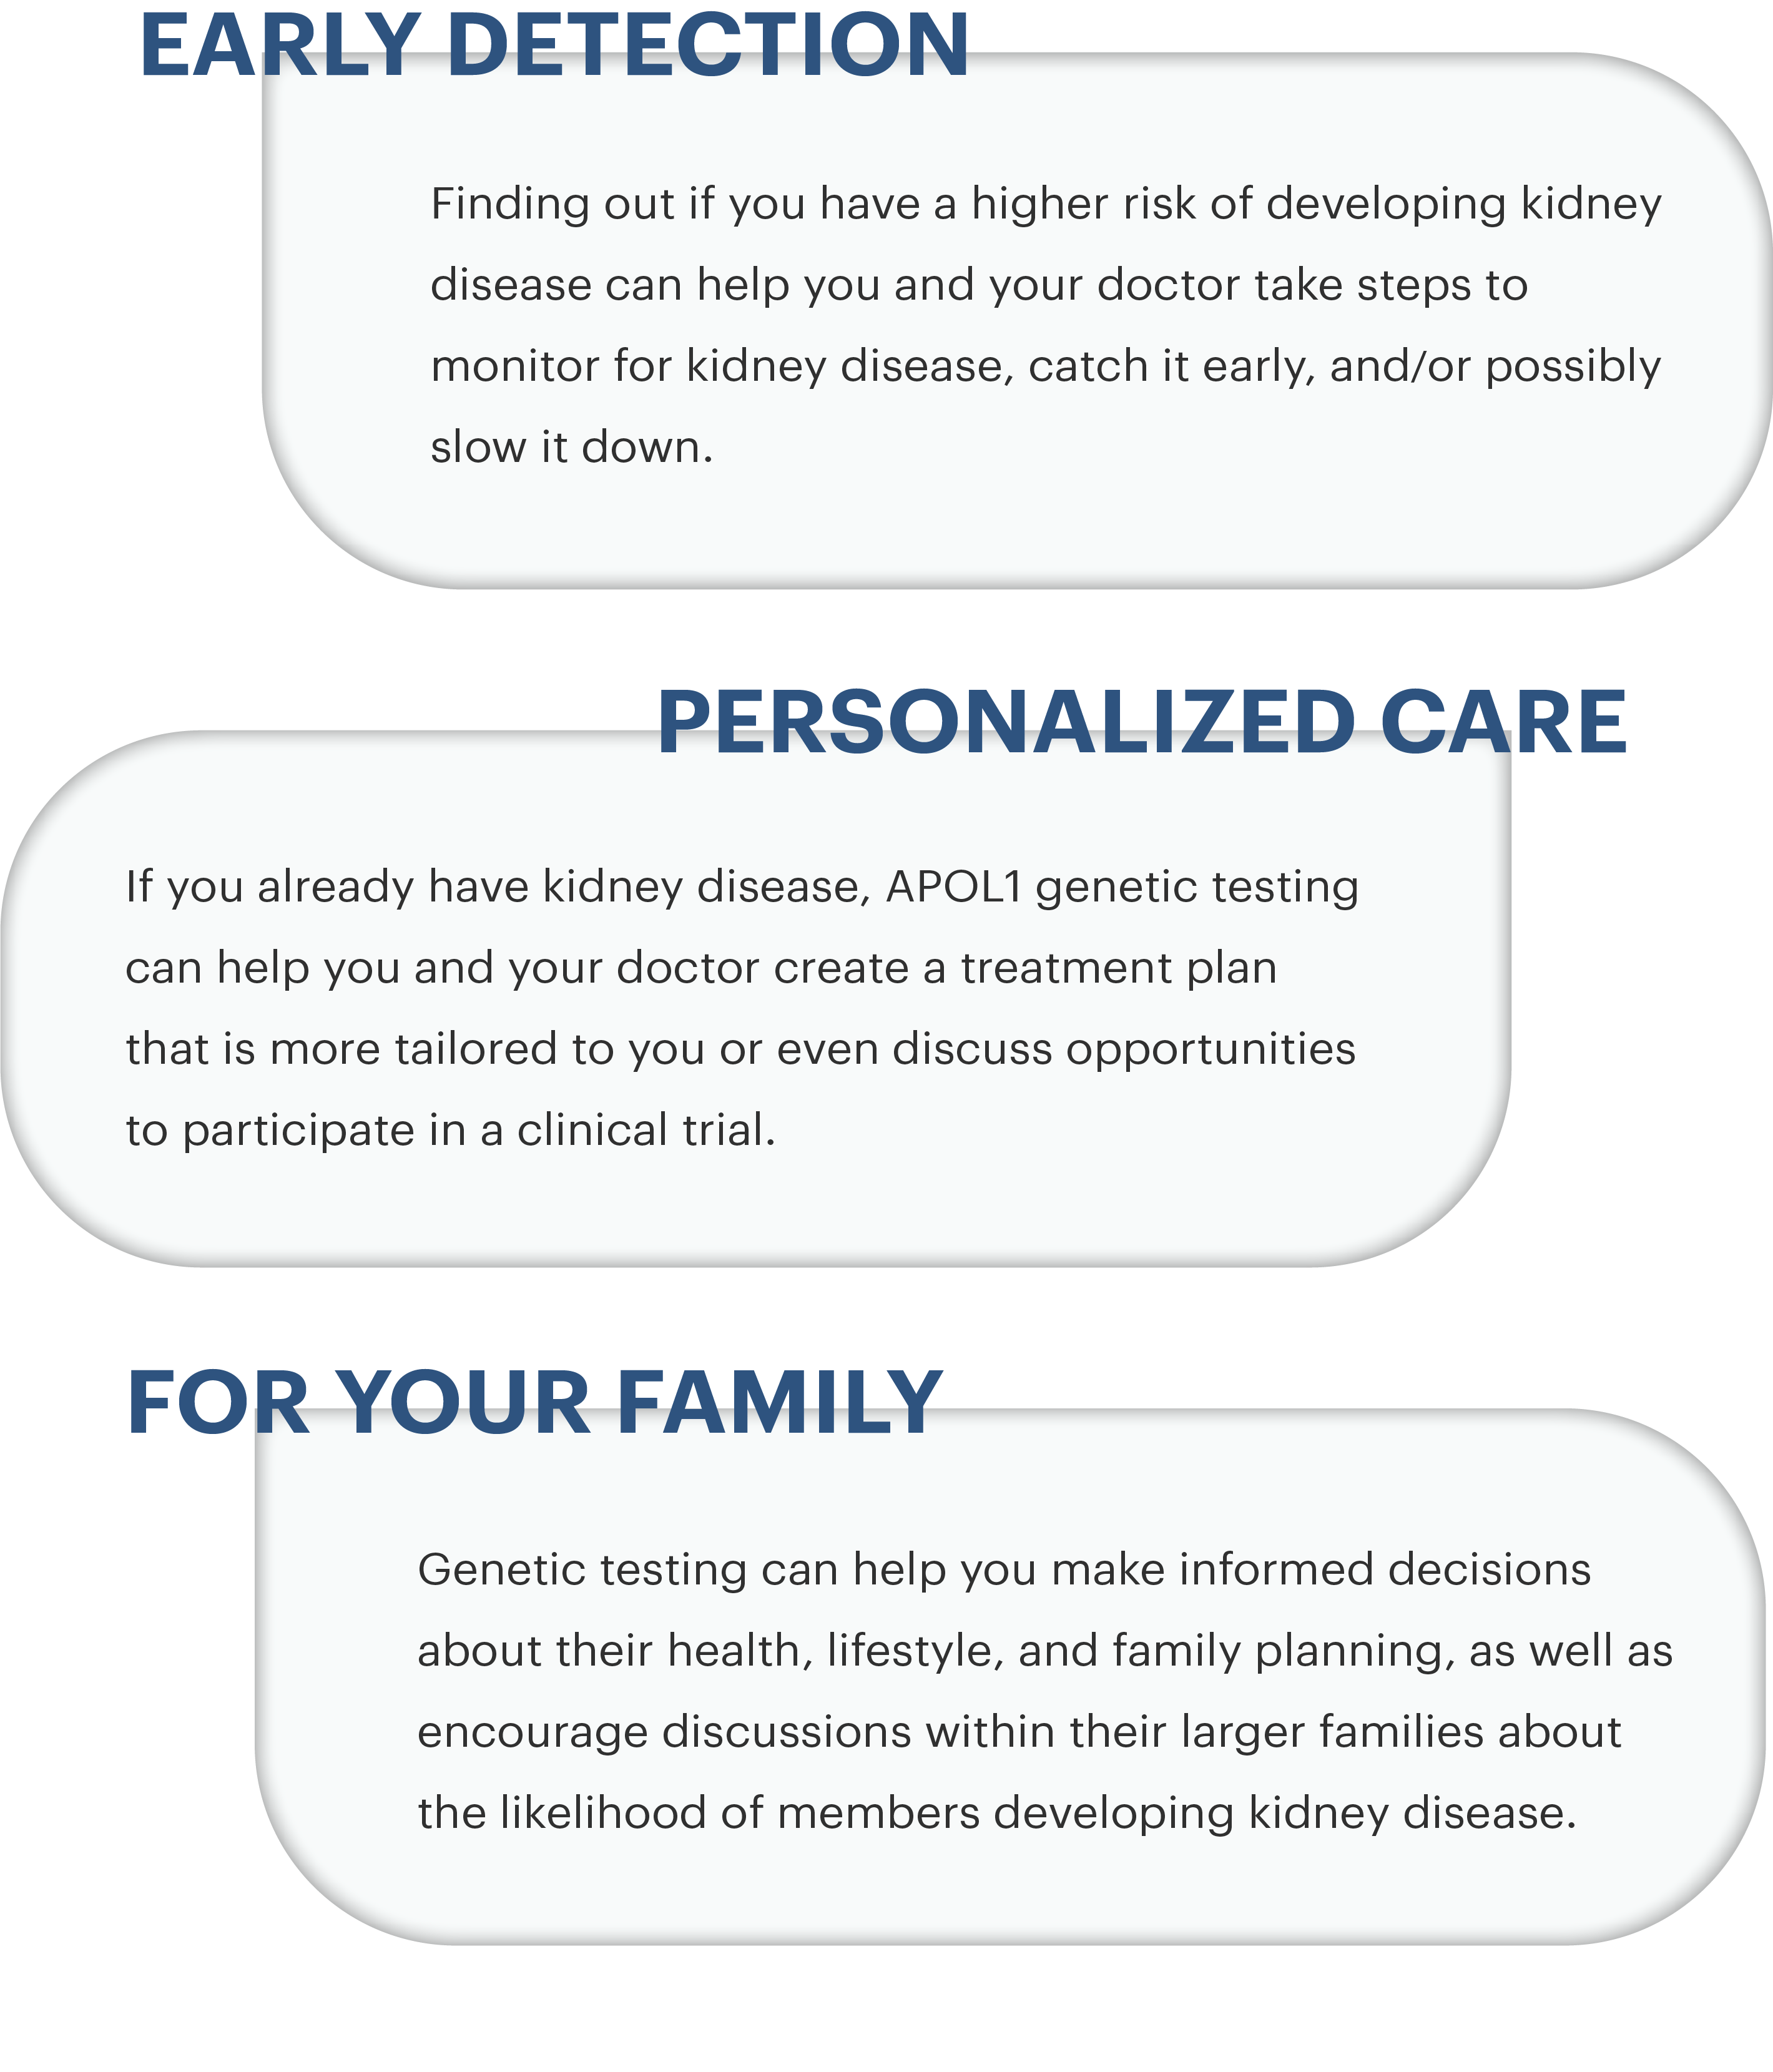 EARLY DETECTION
Finding out if you have a higher risk of developing kidney
disease can help you and your doctor take steps to
monitor for kidney disease, catch it early, and/or possibly
slow it down.
PERSONALIZED CARE
If you already have kidney disease, APOL1 genetic testing
can help you and your doctor create a treatment plan
that is more tailored to you or even discuss opportunities
to participate in a clinical trial.
FOR YOUR FAMILY
Genetic testing can help you make informed decisions
about their health, lifestyle, and family planning, as well as
encourage discussions within their larger families about
the likelihood of members developing kidney disease.